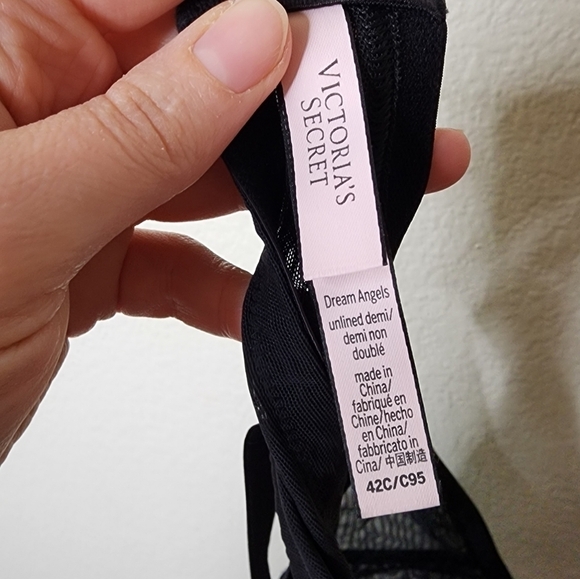 VICTORIA'S
SECRET
Dream Angels
unlined demi/
demi non
doublé
made in
China/
fabriqué en
Chine/hecho
en China/
fabbricato in
Cina/ 中国制造
42C/C95